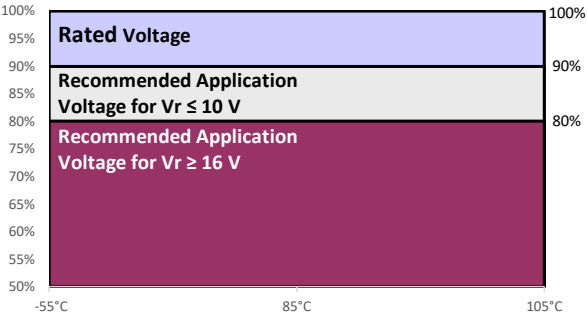 100%
95%
90%
85%
80%
75%
70%
65%
60%
55%
50%
Rated Voltage
Recommended Application
Voltage for Vr ≤ 10 V
Recommended Application
Voltage for Vr ≥ 16 V
100%
90%
80%
-55°C
85°C
105°C